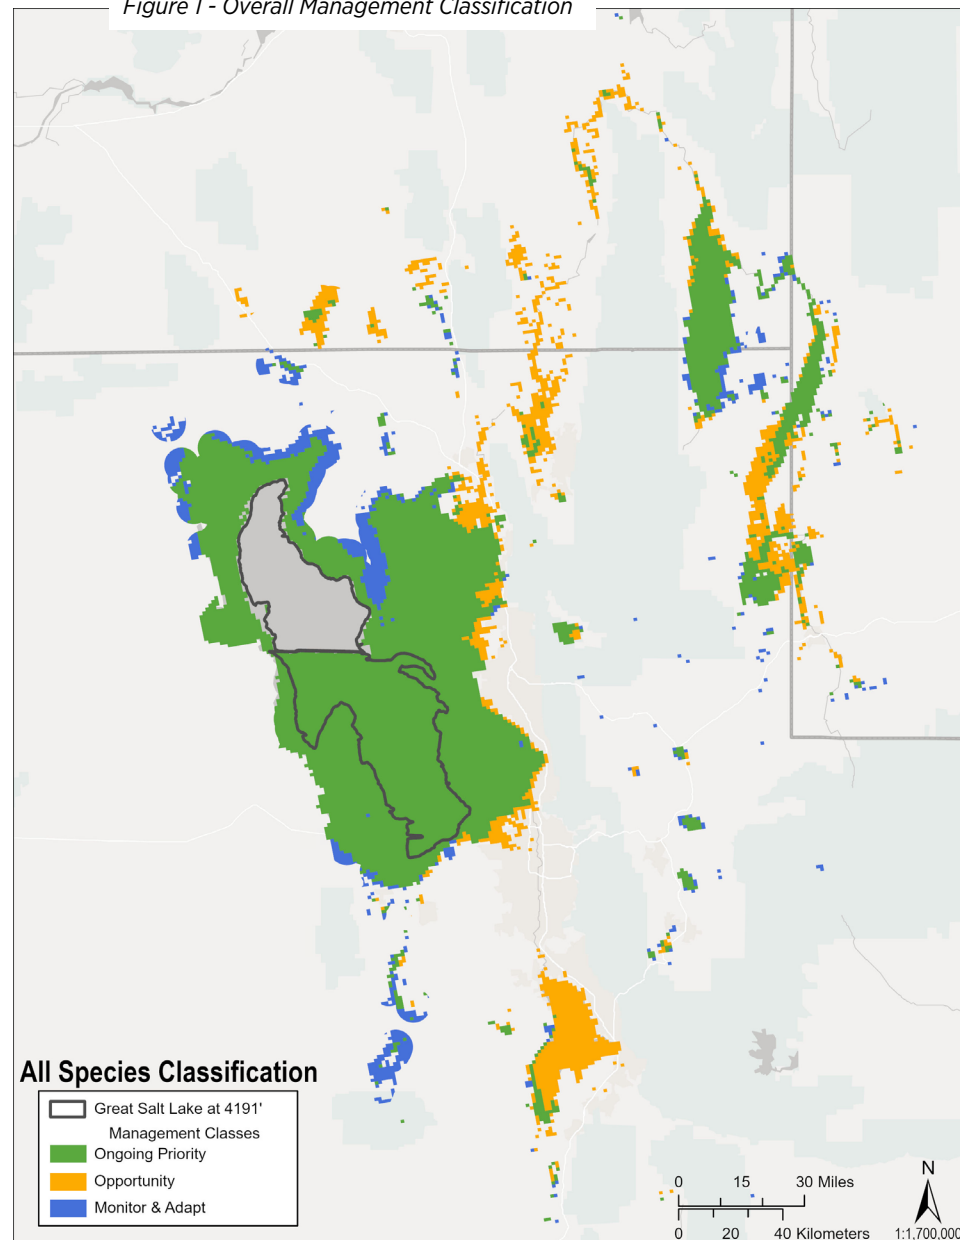 Figure 1 - Overall Management Classification
All Species Classification
Great Salt Lake at 4191'
Management Classes
Ongoing Priority
Opportunity
Monitor & Adapt
0 15 30 Miles
0 20 40 Kilometers
N
1:1,700,000